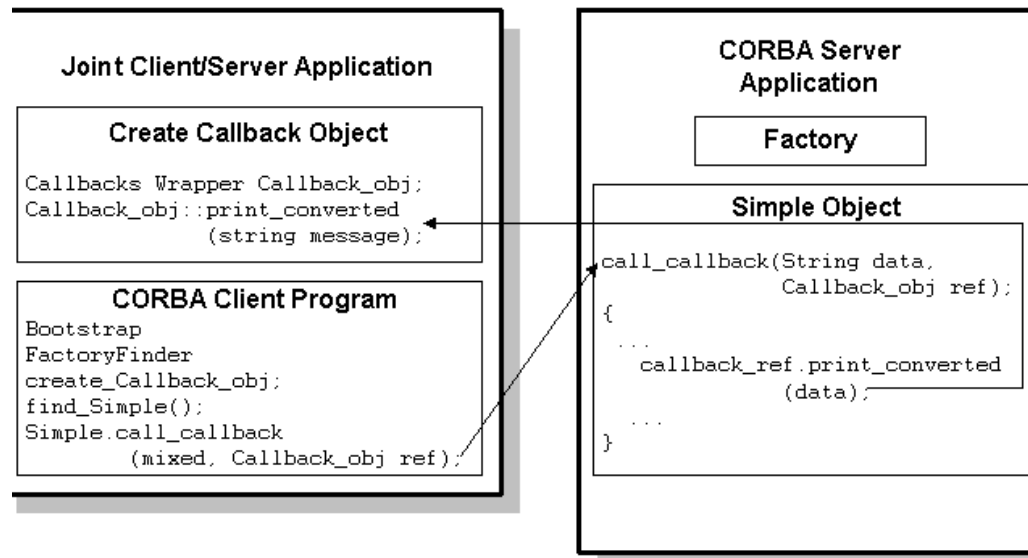 Joint Client/Server Application
Create Callback Object
Callbacks Wrapper Callback_obj;
Callback_obj::print_converted
(string message);
CORBA Client Program
Bootstrap
FactoryFinder
create_Callback_obj;
find_Simple();
Simple.call_callback
(mixed, Callback_obj ref);
CORBA Server
Application
Factory
Simple Object
call_callback(String data,
Callback_obj ref);
{
...
callback_ref.print_converted
(data);
...
}